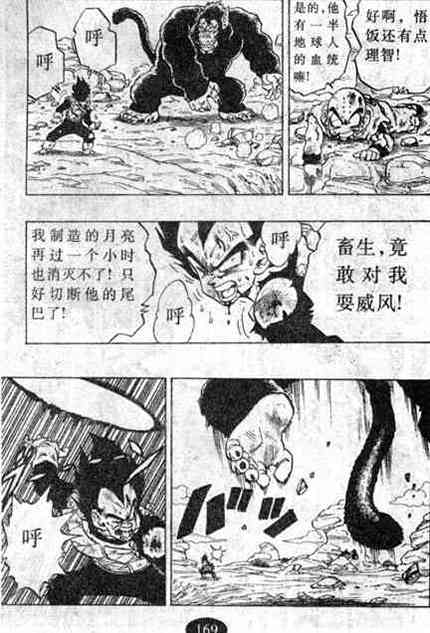 好啊，悟
饭还有点
理智！
是的，他
有一半
地球人
的血统
嘛！
呼
呼
畜生，竟
敢对我
耍威风！
呼
呼
我制造的月亮
再过一个小时
也消灭不了！只
好切断他的尾
巴了！
呼
169